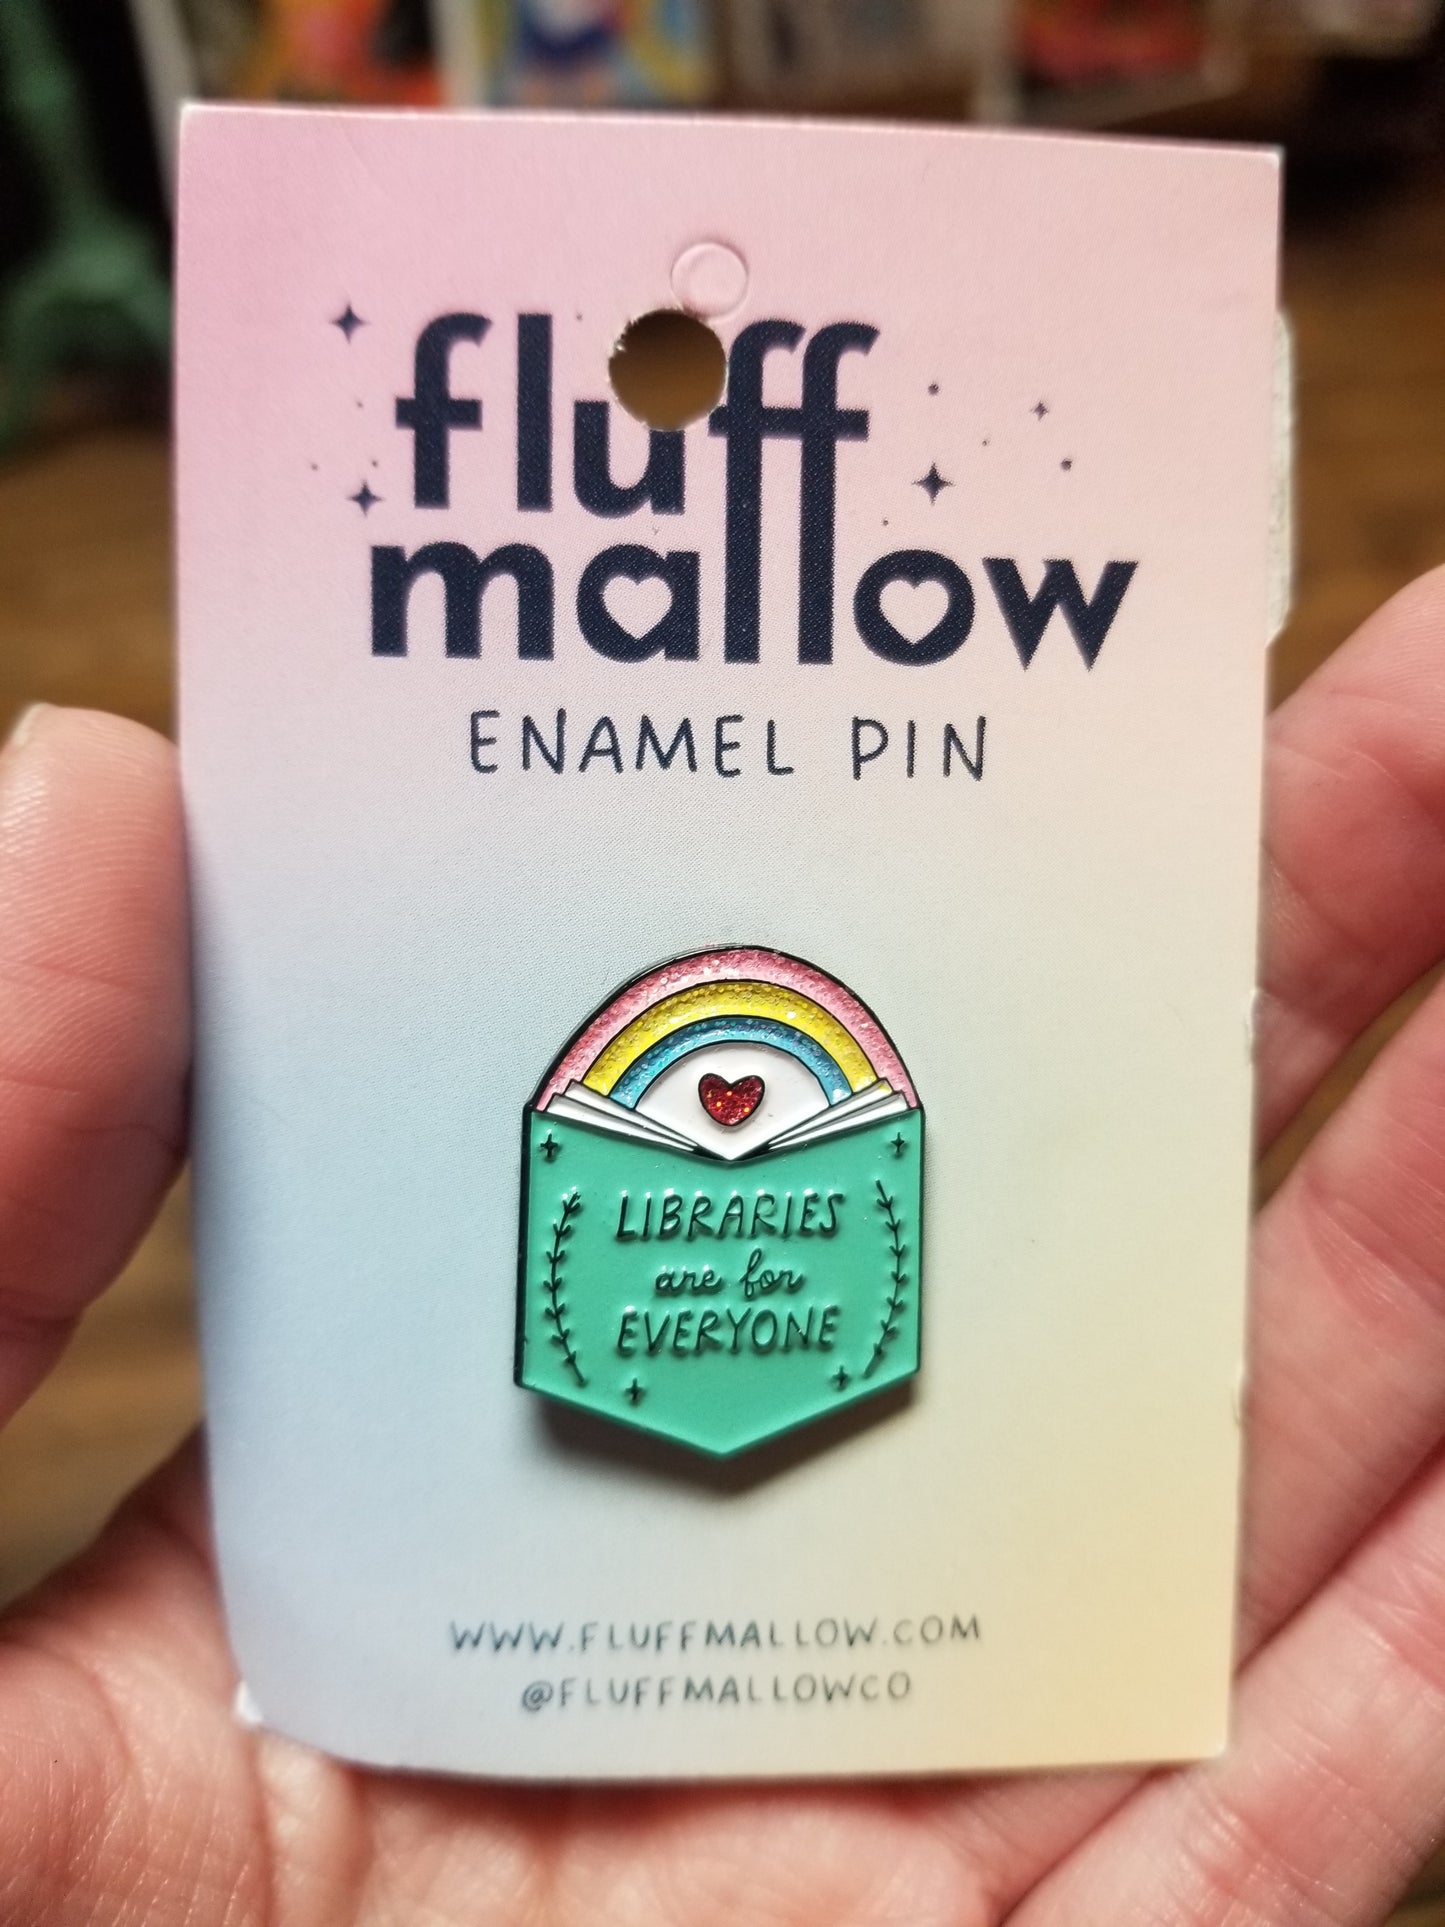 fluff
mallow
ENAMEL PIN
LIBRARIES
are for
EVERYONE
WWW.FLUFFMALLOW.COM
@FLUFFMALLOWCO